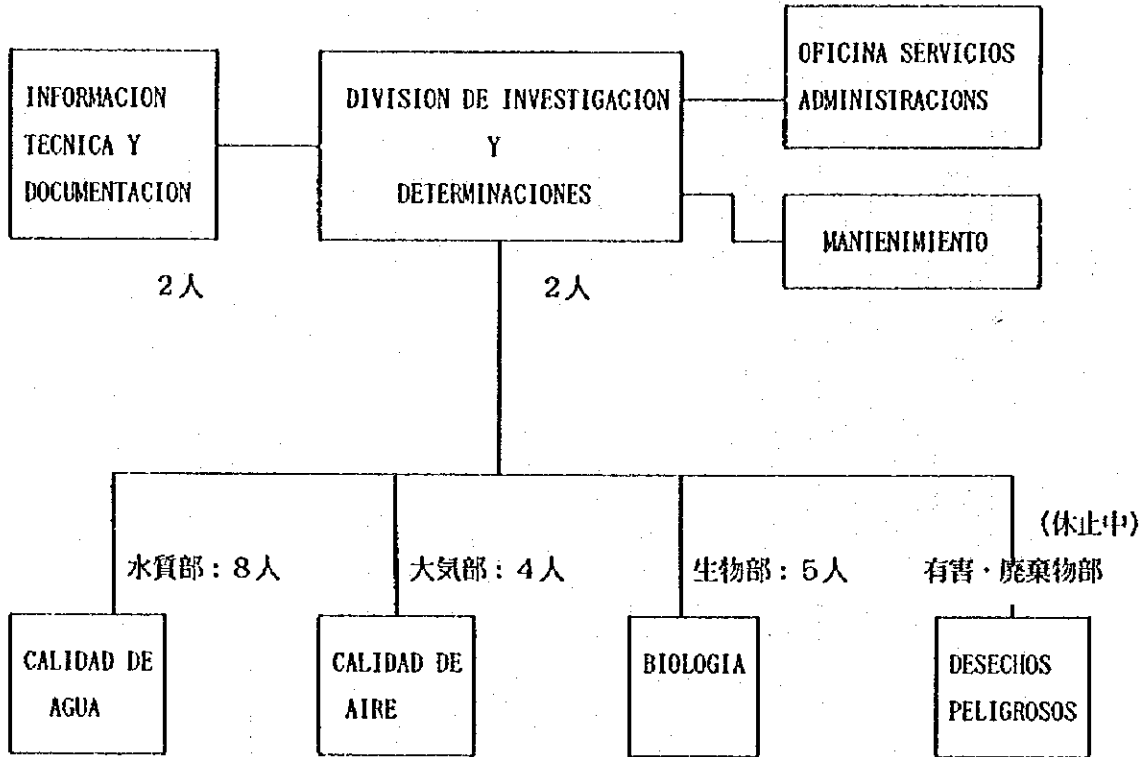 INFORMACION
TECNICA Y
DOCUMENTACION
2人
DIVISION DE INVESTIGACION
Y
DETERMINACIONES
2人
OFICINA SERVICIOS
ADMINISTRACIONS
MANTENIMIENTO
水質部：8人
CALIDAD DE
AGUA
大気部：4人
CALIDAD DE
AIRE
生物部：5人
BIOLOGIA
(休止中)
有害・廃棄物部
DESECHOS
PELIGROSOS